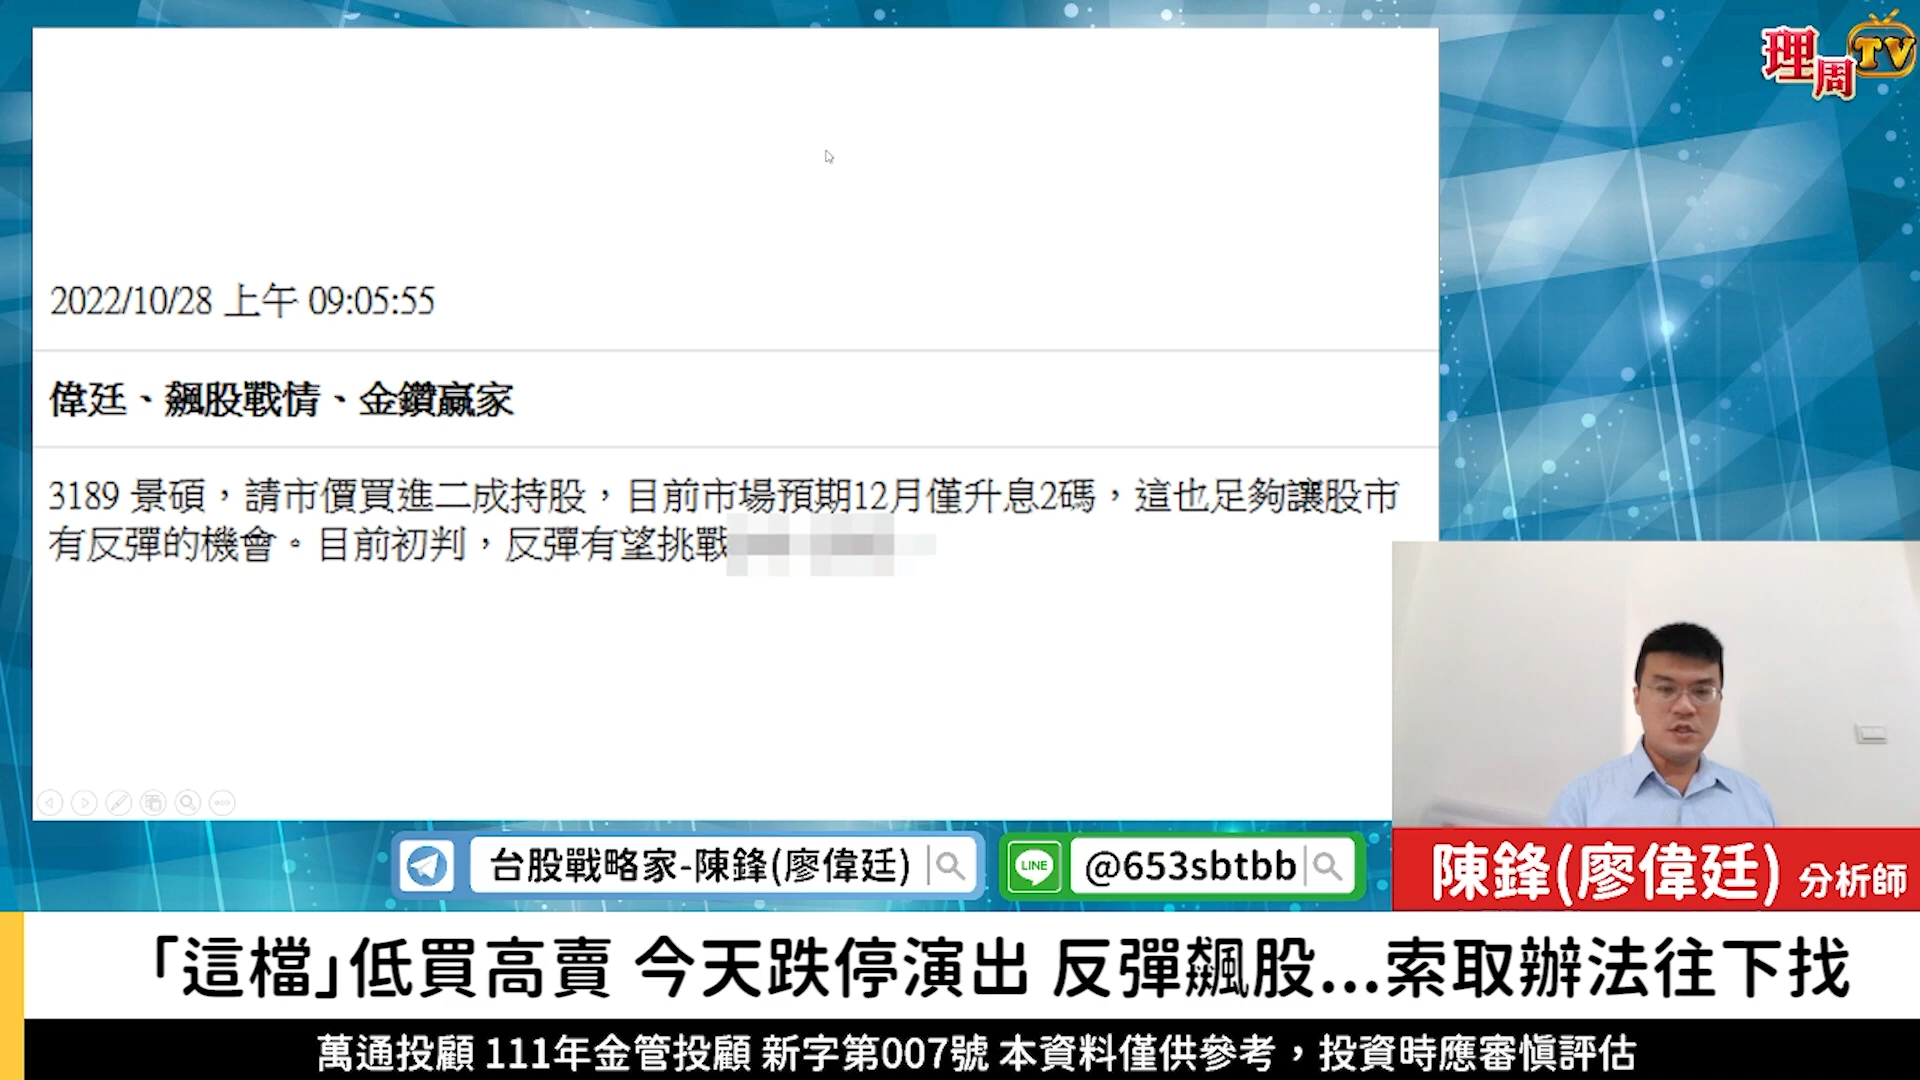 理周TV
2022/10/28 上午 09:05:55
偉廷、飆股戰情、金鑽贏家
3189 景碩，請市價買進二成持股，目前市場預期12月僅升息2碼，這也足夠讓股市
有反彈的機會。目前初判，反彈有望挑戰
台股戰略家-陳鋒(廖偉廷)
LINE
@653sbtbb
陳鋒(廖偉廷) 分析師
「這檔」低買高賣 今天跌停演出 反彈飆股...索取辦法往下找
萬通投顧 111年金管投顧 新字第007號 本資料僅供參考，投資時應審慎評估